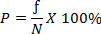 P = f/N X 100%